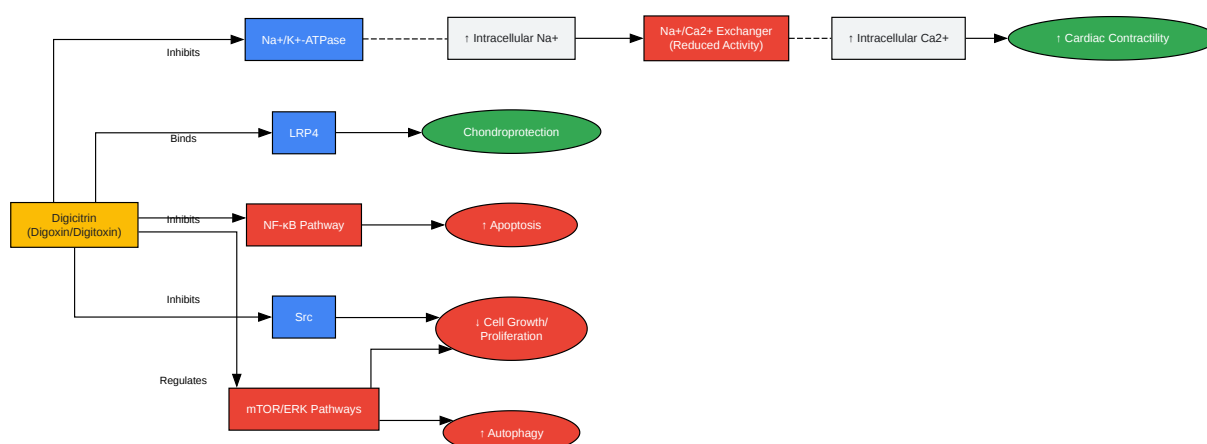 Na+/K+-ATPase
↑ Intracellular Na+
Na+/Ca2+ Exchanger
(Reduced Activity)
↑ Intracellular Ca2+
↑ Cardiac Contractility
Inhibits
LRP4
Chondroprotection
Binds
Digicitrin
(Digoxin/Digitoxin)
Inhibits
NF-κB Pathway
↑ Apoptosis
Inhibits
Src
↓ Cell Growth/
Proliferation
Regulates
mTOR/ERK Pathways
↑ Autophagy